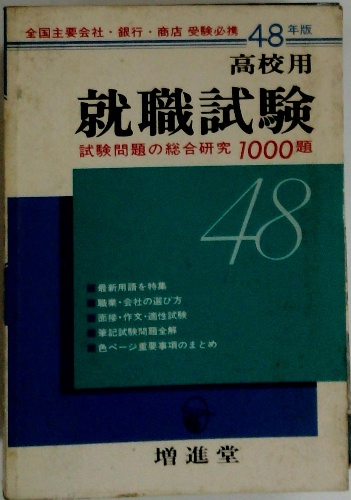 全国主要会社・銀行・商店 受験必携 48年版
高校用
就職試験
試験問題の総合研究 1000題
48
■最新用語を特集
■職業・会社の選び方
■面接・作文・適性試験
■筆記試験問題全解
■色ページ重要事項のまとめ
増進堂